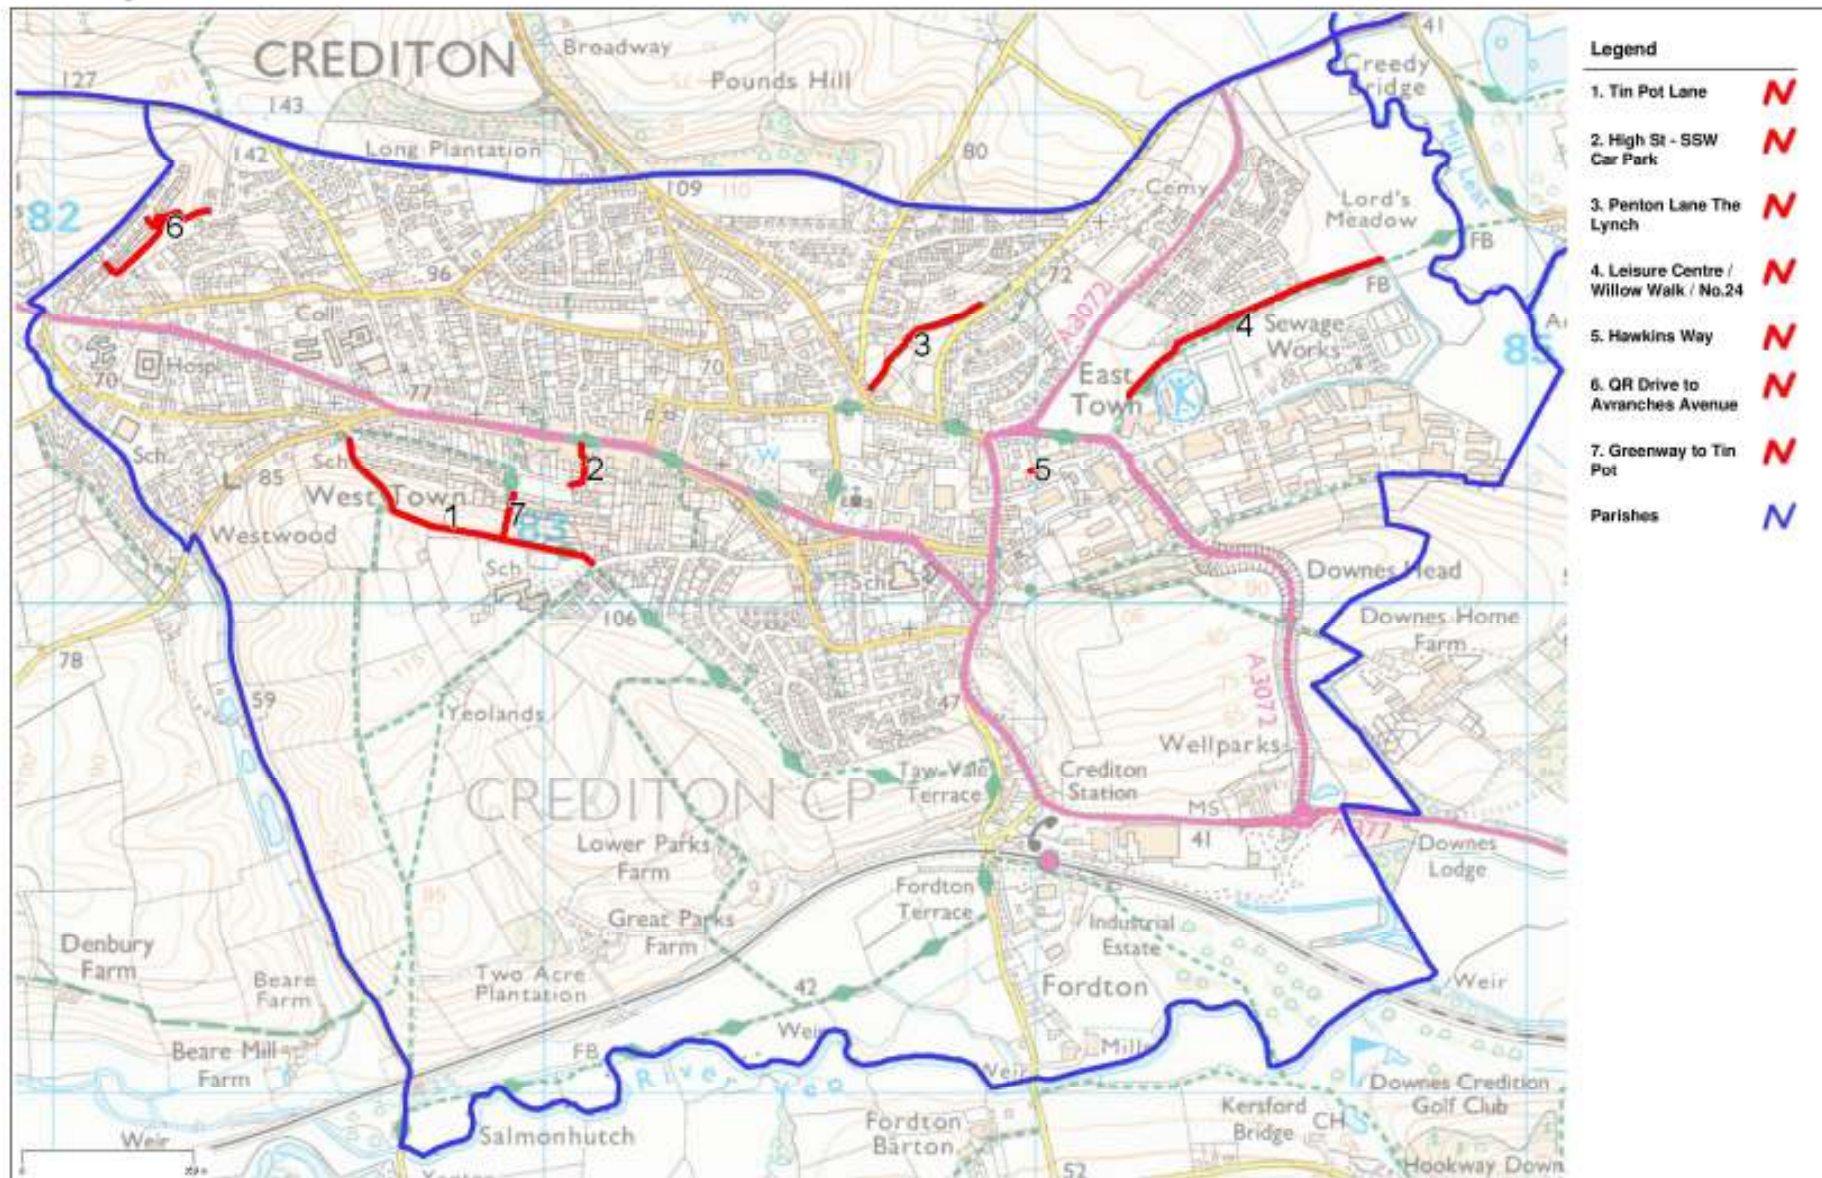 CREDITON
Broadway
41
Legend
Creedy
Bridge
127
Pounds Hill
1. Tin Pot Lane
143
Mill Leat
142
Long Plantation
80
2. High St - SSW
Car Park
109
110
Cemy
Lord's
Meadow
82
6
3. Penton Lane The
Lynch
FB
96
72
A3072
FB
4. Leisure Centre /
Willow Walk / No.24
Coll
3
4
Sewage
Works
85
5. Hawkins Way
70
Hospl
70
East
Town
77
6. QR Drive to
Avranches Avenue
Sch
Sch
85
W
2
5
7. Greenway to Tin
Pot
West Town
1
7
83
Westwood
Parishes
Sch
Sch
Downes Head
90
106
Downes Home
Farm
78
115
A3072
59
Yeolands
47
Wellparks
CREDITON CP
Taw Vale
Terrace
Crediton
Station
MS
41
A377
Lower Parks
Farm
Downes
Lodge
95
Fordton
Terrace
Great Parks
Farm
Industrial
Estate
Denbury
Farm
Beare
Farm
Two Acre
Plantation
42
Fordton
Weir
Weir
Beare Mill
Farm
FB
Mill
Weir
River Yeo
Downes Credition
Golf Club
Kersford
Bridge
CH
Weir
Salmonhutch
Fordton
Barton
52
Hookway Down